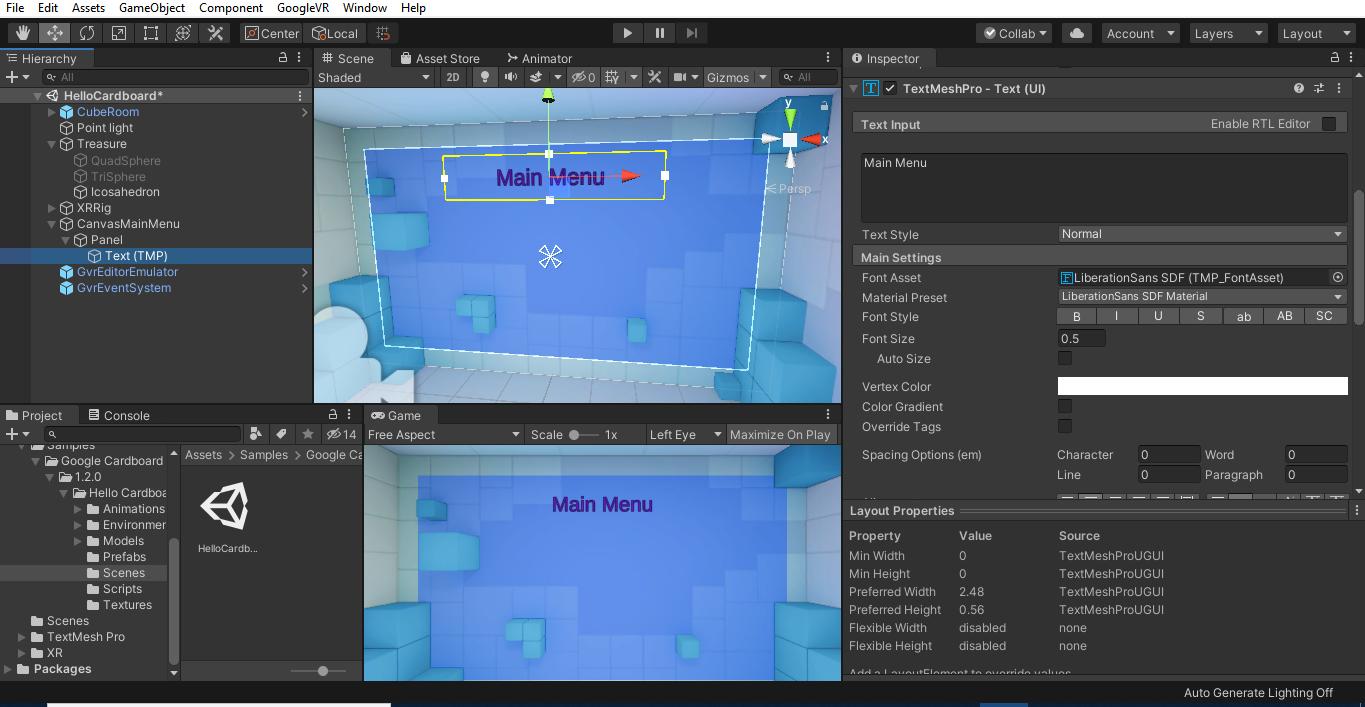 File Edit Assets GameObject Component GoogleVR Window Help
Center Local Collab Account Layers Layout
Hierarchy
All
HelloCardboard*
CubeRoom
Point light
Treasure
QuadSphere
TriSphere
Icosahedron
XRRig
CanvasMainMenu
Panel
Text (TMP)
GvrEditorEmulator
GvrEventSystem
Scene Asset Store Animator
Shaded 2D 0 Gizmos All
y
x
Persp
Main Menu
Project Console
14
Samples
Google Cardboard
1.2.0
Hello Cardboa
Animations
Environmer
Models
Prefabs
Scenes
Scripts
Textures
Scenes
TextMesh Pro
XR
Packages
Assets > Samples > Google Ca
HelloCardb...
Game
Free Aspect Scale 1x Left Eye Maximize On Play
Main Menu
Inspector
TextMeshPro - Text (UI)
Text Input Enable RTL Editor
Main Menu
Text Style Normal
Main Settings
Font Asset LiberationSans SDF (TMP_FontAsset)
Material Preset LiberationSans SDF Material
Font Style B I U S ab AB SC
Font Size 0.5
Auto Size
Vertex Color
Color Gradient
Override Tags
Spacing Options (em) Character 0 Word 0
Line 0 Paragraph 0
Layout Properties
Property Value Source
Min Width 0 TextMeshProUGUI
Min Height 0 TextMeshProUGUI
Preferred Width 2.48 TextMeshProUGUI
Preferred Height 0.56 TextMeshProUGUI
Flexible Width disabled none
Flexible Height disabled none
Add a LayoutElement to override values
Auto Generate Lighting Off